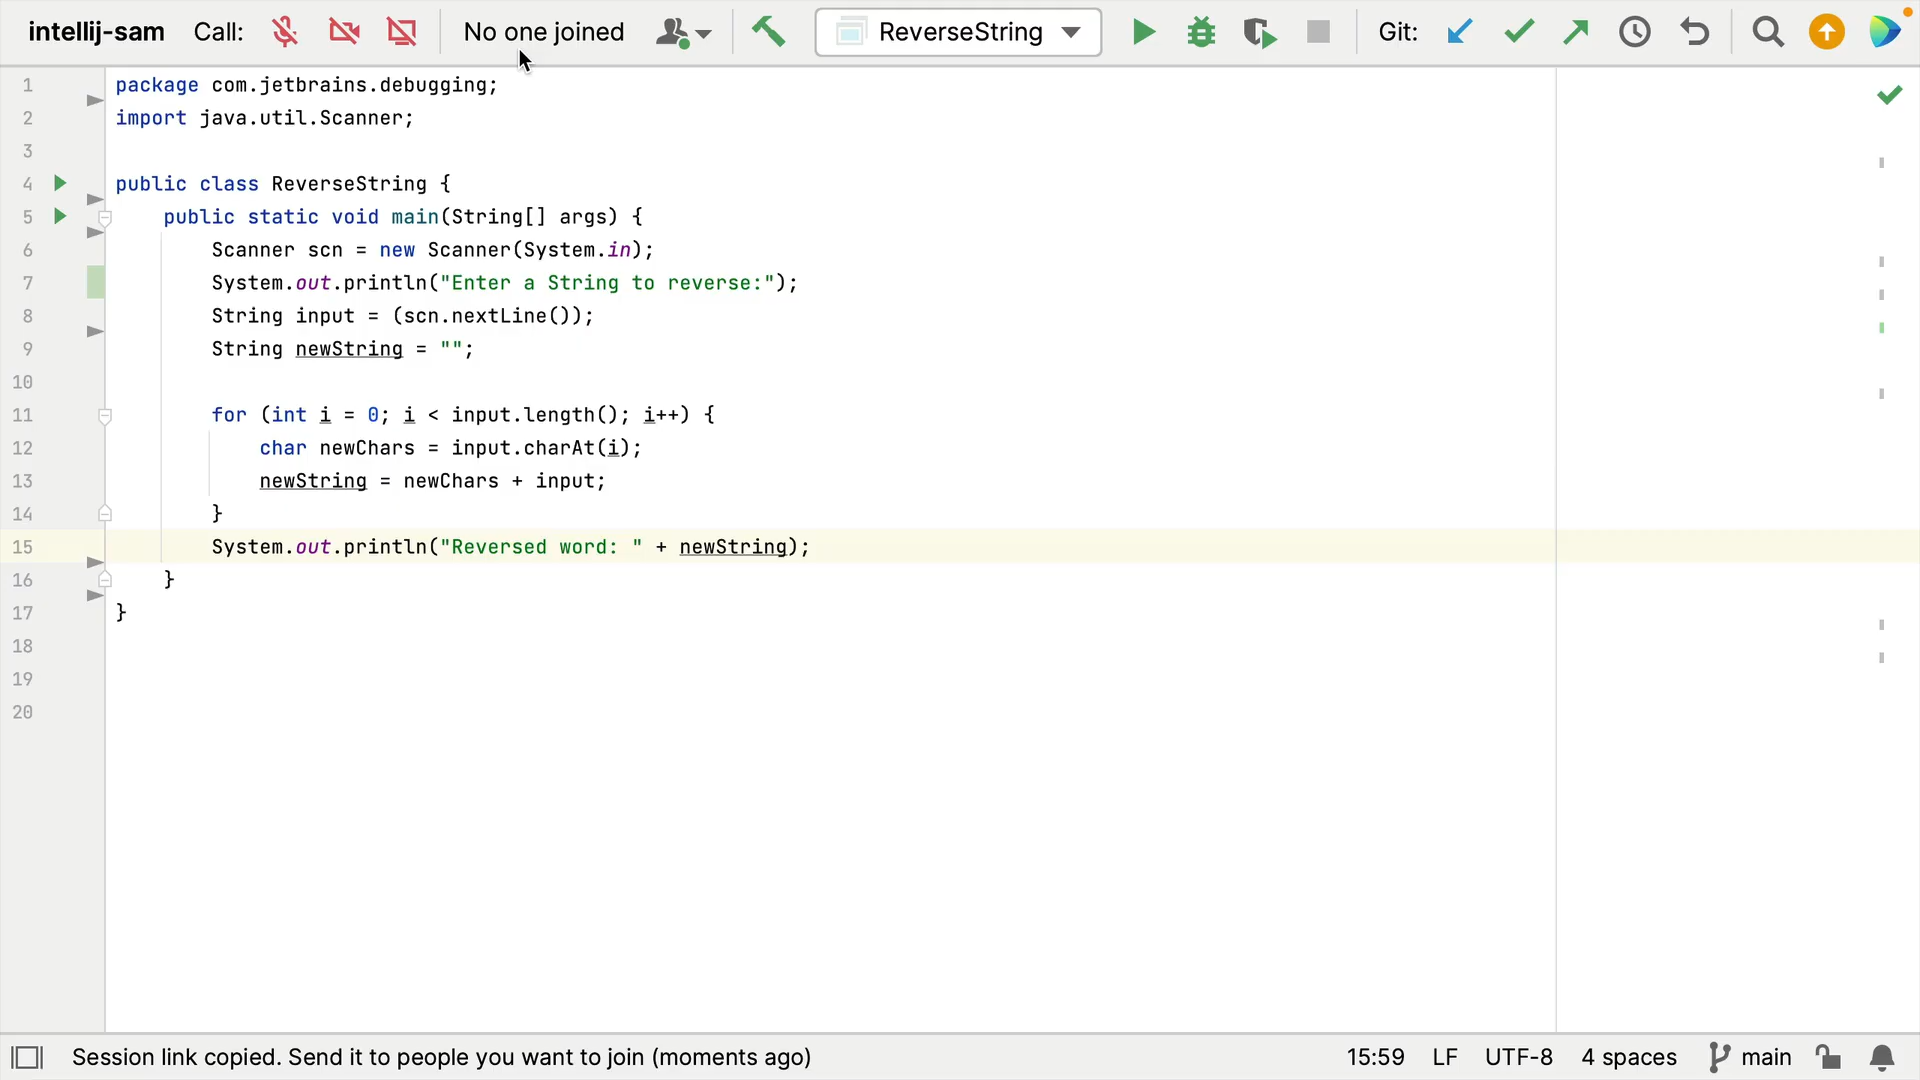 intellij-sam Call: No one joined ReverseString Git:
1 package com.jetbrains.debugging;
2 import java.util.Scanner;
3
4 public class ReverseString {
5 public static void main(String[] args) {
6 Scanner scn = new Scanner(System.in);
7 System.out.println("Enter a String to reverse:");
8 String input = (scn.nextLine());
9 String newString = "";
10
11 for (int i = 0; i < input.length(); i++) {
12 char newChars = input.charAt(i);
13 newString = newChars + input;
14 }
15 System.out.println("Reversed word: " + newString);
16 }
17 }
18
19
20
Session link copied. Send it to people you want to join (moments ago) 15:59 LF UTF-8 4 spaces main